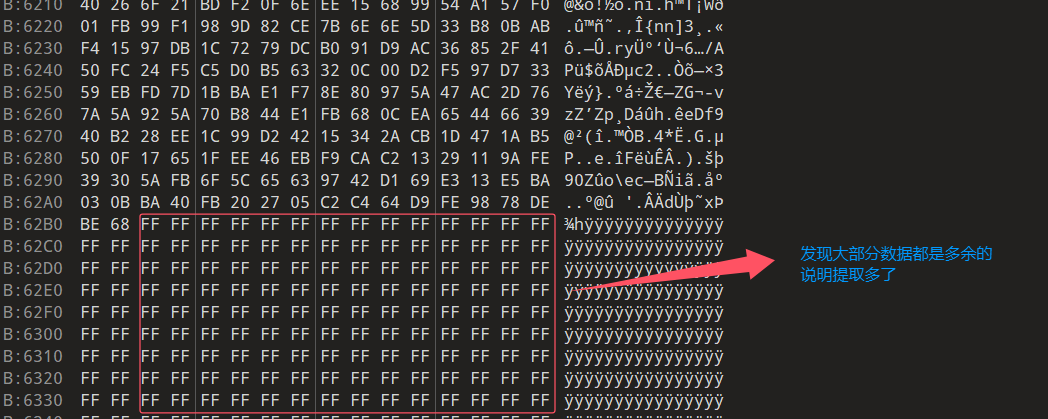 B:6210 40 26 6F 21 BD F2 0F 6E EE 15 68 99 54 A1 57 F0 @&o!½ò.nî.h™T¡Wð
B:6220 01 FB 99 F1 98 9D 82 CE 7B 6E 6E 5D 33 B8 0B AB .û™ñ˜.‚Î{nn]3¸.«
B:6230 F4 15 97 DB 1C 72 79 DC B0 91 D9 AC 36 85 2F 41 ô.—Û.ryÜ°‘Ù¬6…/A
B:6240 50 FC 24 F5 C5 D0 B5 63 32 0C 00 D2 F5 97 D7 33 Pü$õÅÐµc2..Òõ—×3
B:6250 59 EB FD 7D 1B BA E1 F7 8E 80 97 5A 47 AC 2D 76 Yëý}.ºá÷Ž€—ZG¬-v
B:6260 7A 5A 92 5A 70 B8 44 E1 FB 68 0C EA 65 44 66 39 zZ’Zp¸Dáûh.êeDf9
B:6270 40 B2 28 EE 1C 99 D2 42 15 34 2A CB 1D 47 1A B5 @²(î.™ÒB.4*Ë.G.µ
B:6280 50 0F 17 65 1F EE 46 EB F9 CA C2 13 29 11 9A FE P..e.îFëùÊÂ.).šþ
B:6290 39 30 5A FB 6F 5C 65 63 97 42 D1 69 E3 13 E5 BA 90Zûo\ec—BÑiã.åº
B:62A0 03 0B BA 40 FB 20 27 05 C2 C4 64 D9 FE 98 78 DE ..º@û '.ÂÄdÙþ˜xÞ
B:62B0 BE 68 FF FF FF FF FF FF FF FF FF FF FF FF FF FF ¾hÿÿÿÿÿÿÿÿÿÿÿÿÿÿ
B:62C0 FF FF FF FF FF FF FF FF FF FF FF FF FF FF FF FF ÿÿÿÿÿÿÿÿÿÿÿÿÿÿÿÿ
B:62D0 FF FF FF FF FF FF FF FF FF FF FF FF FF FF FF FF ÿÿÿÿÿÿÿÿÿÿÿÿÿÿÿÿ
B:62E0 FF FF FF FF FF FF FF FF FF FF FF FF FF FF FF FF ÿÿÿÿÿÿÿÿÿÿÿÿÿÿÿÿ
B:62F0 FF FF FF FF FF FF FF FF FF FF FF FF FF FF FF FF ÿÿÿÿÿÿÿÿÿÿÿÿÿÿÿÿ
B:6300 FF FF FF FF FF FF FF FF FF FF FF FF FF FF FF FF ÿÿÿÿÿÿÿÿÿÿÿÿÿÿÿÿ
B:6310 FF FF FF FF FF FF FF FF FF FF FF FF FF FF FF FF ÿÿÿÿÿÿÿÿÿÿÿÿÿÿÿÿ
B:6320 FF FF FF FF FF FF FF FF FF FF FF FF FF FF FF FF ÿÿÿÿÿÿÿÿÿÿÿÿÿÿÿÿ
B:6330 FF FF FF FF FF FF FF FF FF FF FF FF FF FF FF FF ÿÿÿÿÿÿÿÿÿÿÿÿÿÿÿÿ
发现大部分数据都是多余的
说明提取多了